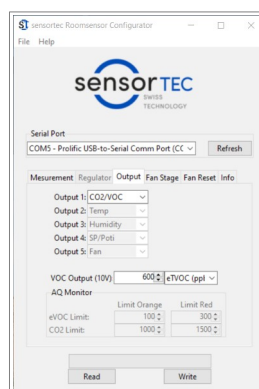 sensortec Roomsensor Configurator
File Help
sensorTEC
SWISS
TECHNOLOGY
Serial Port
COM5 - Prolific USB-to-Serial Comm Port (CC Refresh
Mesurement Regulator Output Fan Stage Fan Reset Info
Output 1: CO2/VOC
Output 2: Temp
Output 3: Humidity
Output 4: SP/Poti
Output 5: Fan
VOC Output (10V) 600 eTVOC (ppl
AQ Monitor
Limit Orange Limit Red
eVOC Limit: 100 300
CO2 Limit: 1000 1500
Read Write